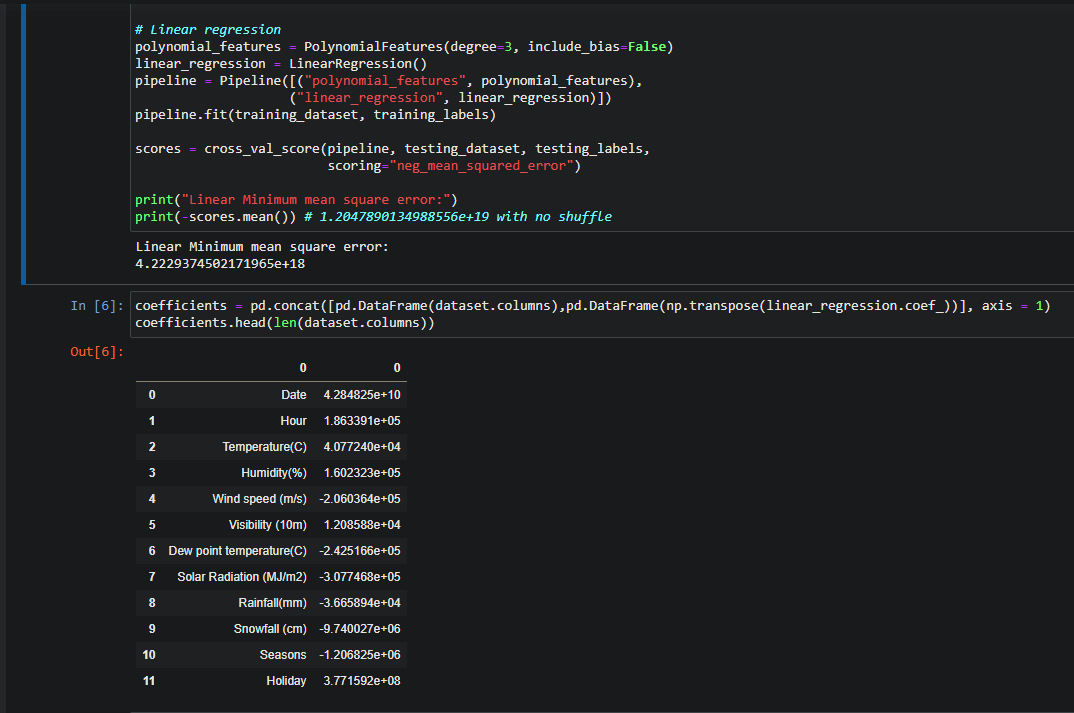 # Linear regression
polynomial_features = PolynomialFeatures(degree=3, include_bias=False)
linear_regression = LinearRegression()
pipeline = Pipeline([("polynomial_features", polynomial_features),
("linear_regression", linear_regression)])
pipeline.fit(training_dataset, training_labels)
scores = cross_val_score(pipeline, testing_dataset, testing_labels,
scoring="neg_mean_squared_error")
print("Linear Minimum mean square error:")
print(-scores.mean()) # 1.2047890134988556e+19 with no shuffle
Linear Minimum mean square error:
4.2229374502171965e+18
In [6]: coefficients = pd.concat([pd.DataFrame(dataset.columns),pd.DataFrame(np.transpose(linear_regression.coef_))], axis = 1)
coefficients.head(len(dataset.columns))
Out[6]:
0 0
0 Date 4.284825e+10
1 Hour 1.863391e+05
2 Temperature(C) 4.077240e+04
3 Humidity(%) 1.602323e+05
4 Wind speed (m/s) -2.060364e+05
5 Visibility (10m) 1.208588e+04
6 Dew point temperature(C) -2.425166e+05
7 Solar Radiation (MJ/m2) -3.077468e+05
8 Rainfall(mm) -3.665894e+04
9 Snowfall (cm) -9.740027e+06
10 Seasons -1.206825e+06
11 Holiday 3.771592e+08